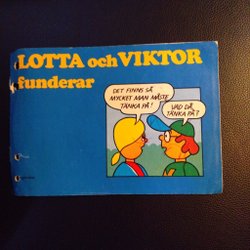 LOTTA och VIKTOR
funderar
DET FINNS SÅ
MYCKET MAN MÅSTE
TÄNKA PÅ!
VAD DÅ,
TÄNKA PÅ?